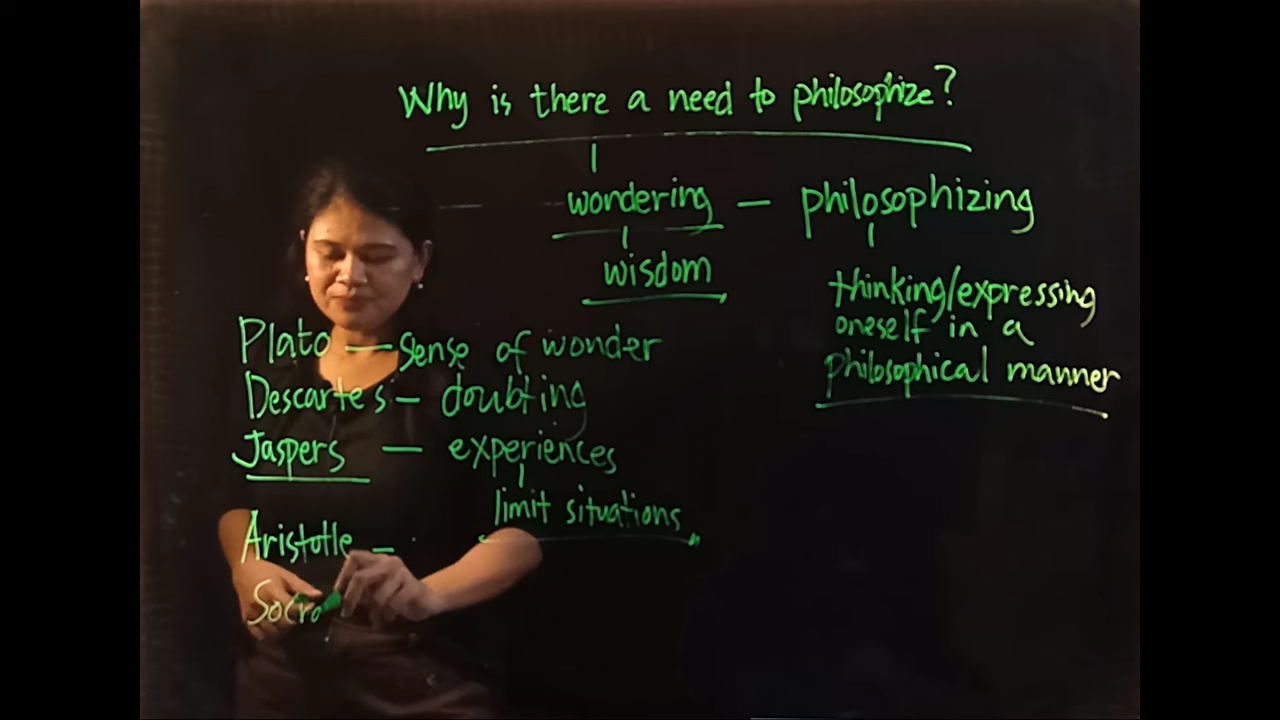 Why is there a need to philosophize?
wondering — philosophizing
wisdom
thinking/expressing
oneself in a
philosophical manner
Plato — sense of wonder
Descartes — doubting
Jaspers — experiences
limit situations
Aristotle —
Socra